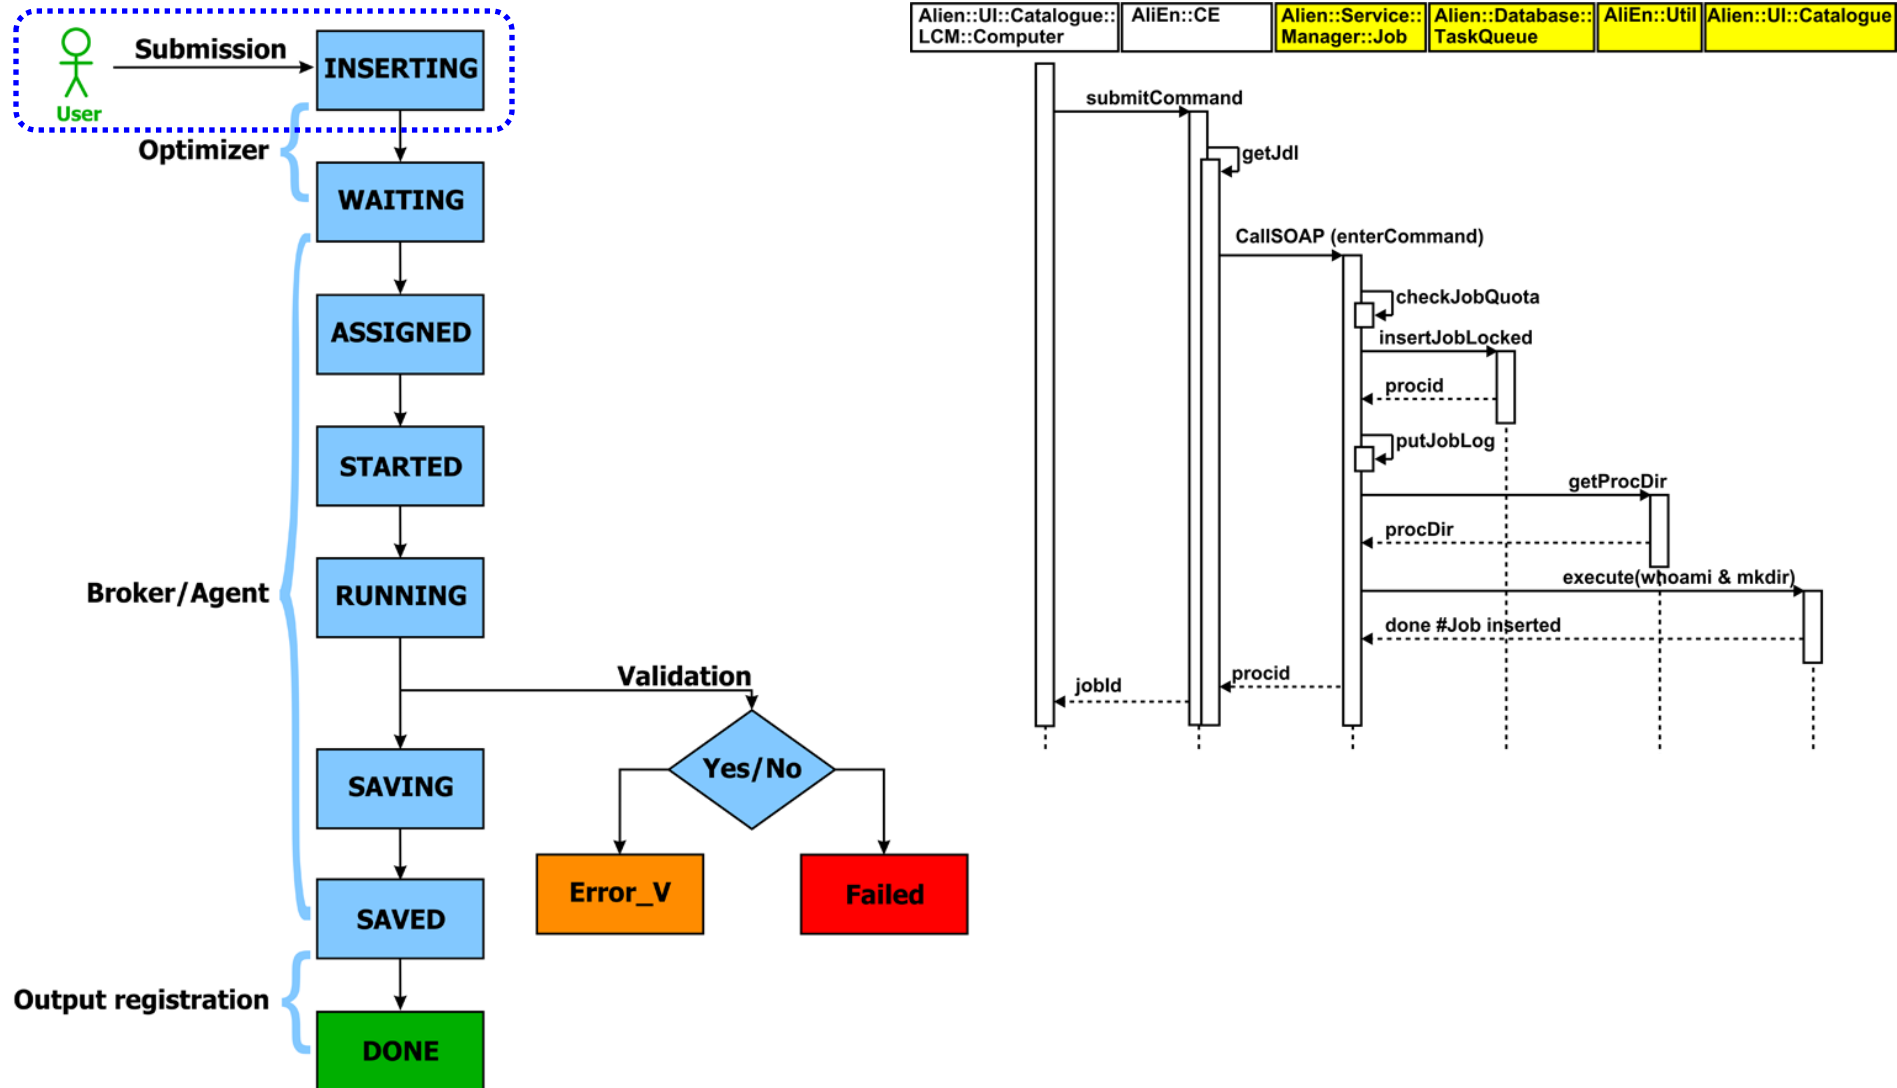 Submission
User
INSERTING
Optimizer
WAITING
ASSIGNED
STARTED
Broker/Agent
RUNNING
Validation
SAVING
Yes/No
Error_V
Failed
SAVED
Output registration
DONE
Alien::UI::Catalogue::
LCM::Computer
AliEn::CE
Alien::Service::
Manager::Job
Alien::Database::
TaskQueue
AliEn::Util
Alien::UI::Catalogue
submitCommand
getJdl
CallSOAP (enterCommand)
checkJobQuota
insertJobLocked
procid
putJobLog
getProcDir
procDir
execute(whoami & mkdir)
done #Job inserted
procid
jobId